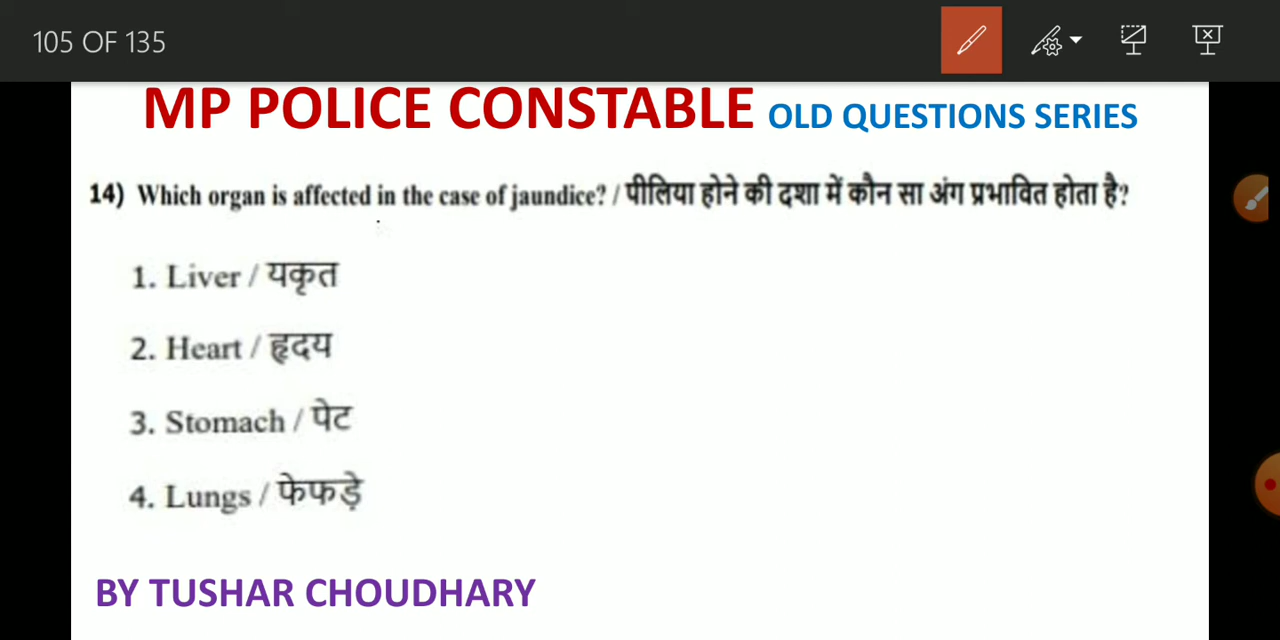 105 OF 135
MP POLICE CONSTABLE OLD QUESTIONS SERIES
14) Which organ is affected in the case of jaundice? / पीलिया होने की दशा में कौन सा अंग प्रभावित होता है?
1. Liver / यकृत
2. Heart / हृदय
3. Stomach / पेट
4. Lungs / फेफड़े
BY TUSHAR CHOUDHARY